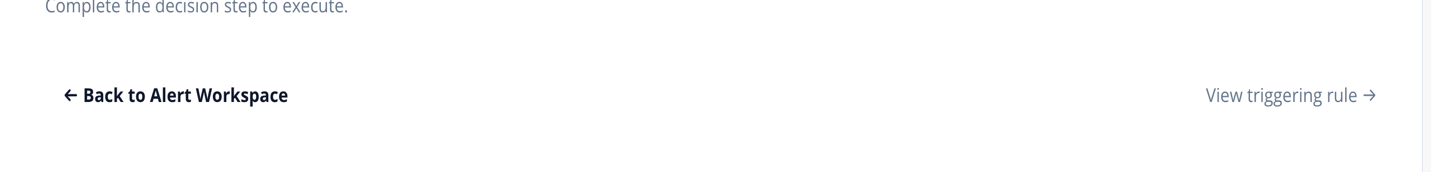 Complete the decision step to execute.
← Back to Alert Workspace
View triggering rule →